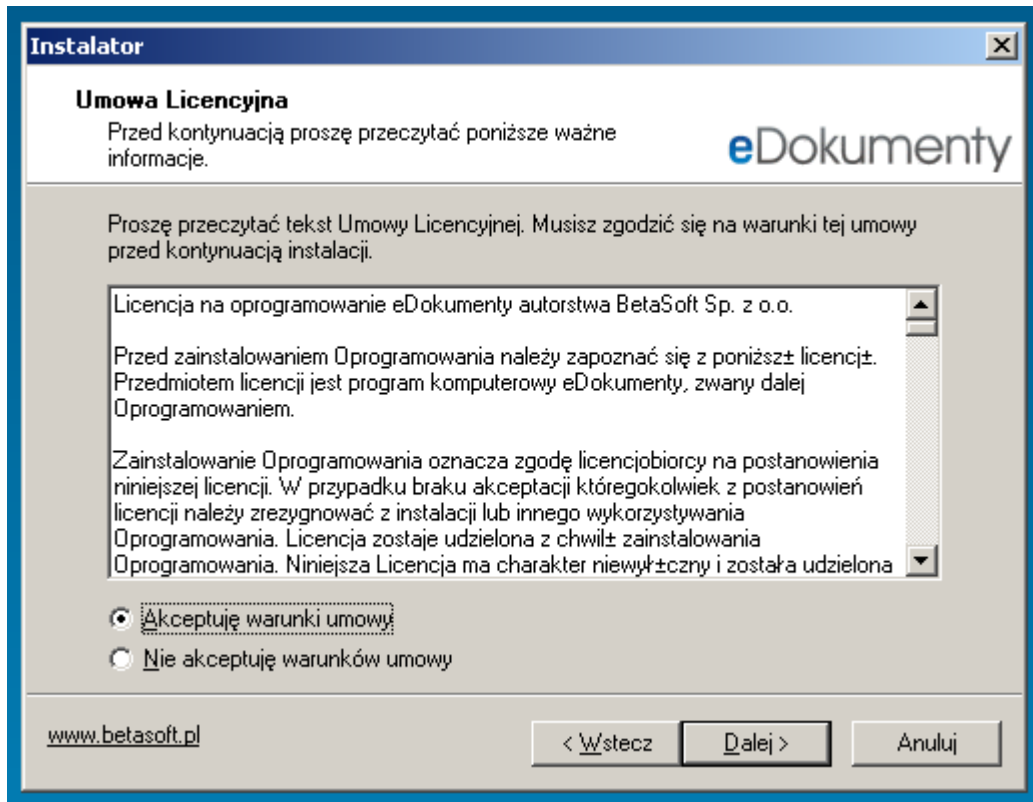 Instalator
Umowa Licencyjna
Przed kontynuacją proszę przeczytać poniższe ważne
informacje.
eDokumenty
Proszę przeczytać tekst Umowy Licencyjnej. Musisz zgodzić się na warunki tej umowy
przed kontynuacją instalacji.
Licencja na oprogramowanie eDokumenty autorstwa BetaSoft Sp. z o.o.
Przed zainstalowaniem Oprogramowania należy zapoznać się z poniższ± licencj±.
Przedmiotem licencji jest program komputerowy eDokumenty, zwany dalej
Oprogramowaniem.
Zainstalowanie Oprogramowania oznacza zgodę licencjobiorcy na postanowienia
niniejszej licencji. W przypadku braku akceptacji któregokolwiek z postanowień
licencji należy zrezygnować z instalacji lub innego wykorzystywania
Oprogramowania. Licencja zostaje udzielona z chwil± zainstalowania
Oprogramowania. Niniejsza Licencja ma charakter niewył±czny i została udzielona
Akceptuję warunki umowy
Nie akceptuję warunków umowy
www.betasoft.pl
< Wstecz
Dalej >
Anuluj